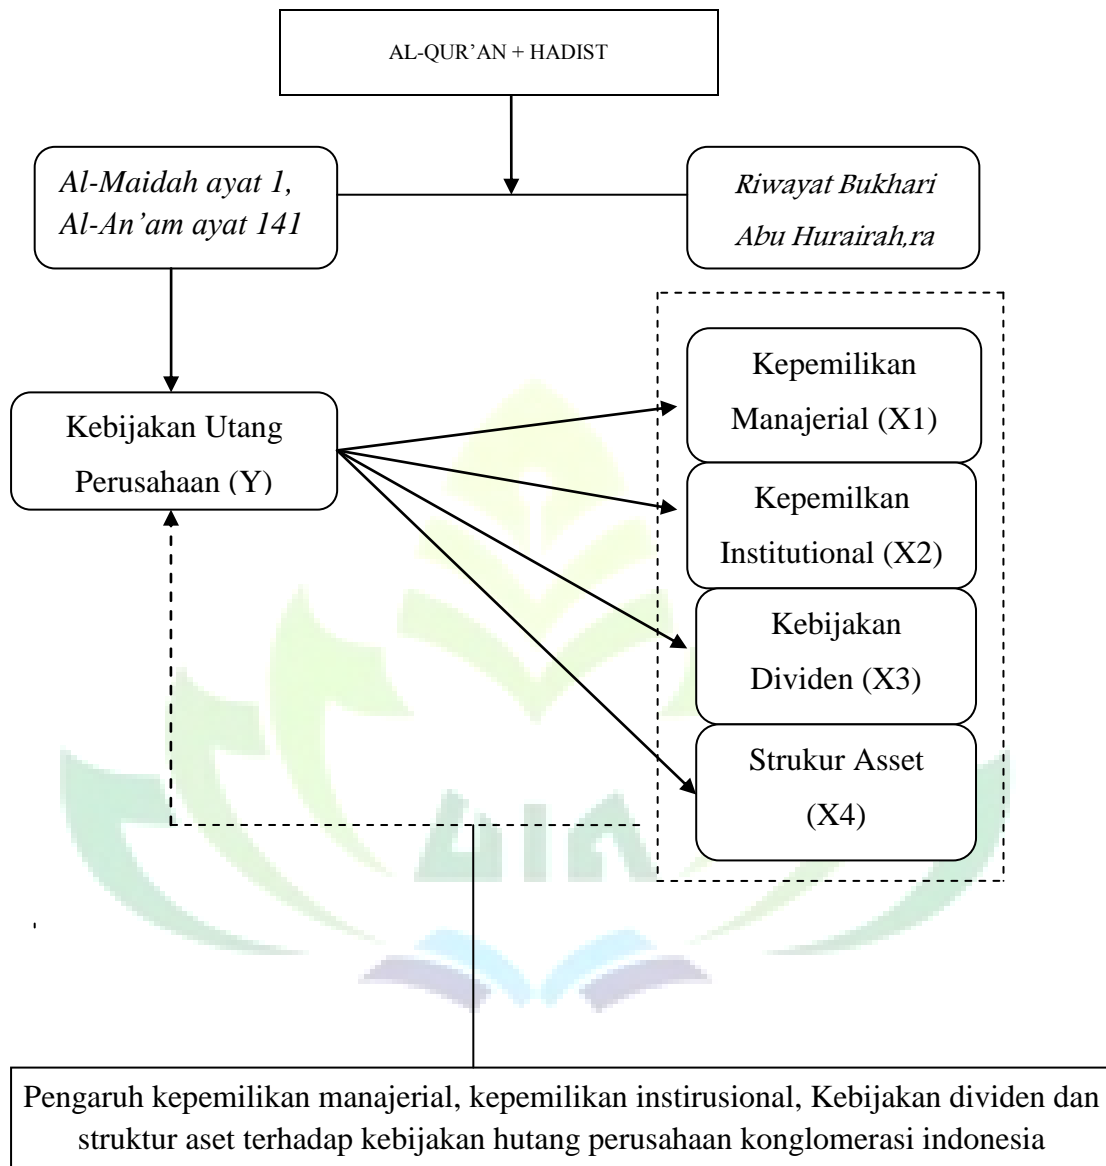 AL-QUR’AN + HADIST
Al-Maidah ayat 1,
Al-An’am ayat 141
Riwayat Bukhari
Abu Hurairah,ra
Kepemilikan
Manajerial (X1)
Kebijakan Utang
Perusahaan (Y)
Kepemilkan
Institutional (X2)
Kebijakan
Dividen (X3)
Strukur Asset
(X4)
Pengaruh kepemilikan manajerial, kepemilikan instirusional, Kebijakan dividen dan
struktur aset terhadap kebijakan hutang perusahaan konglomerasi indonesia